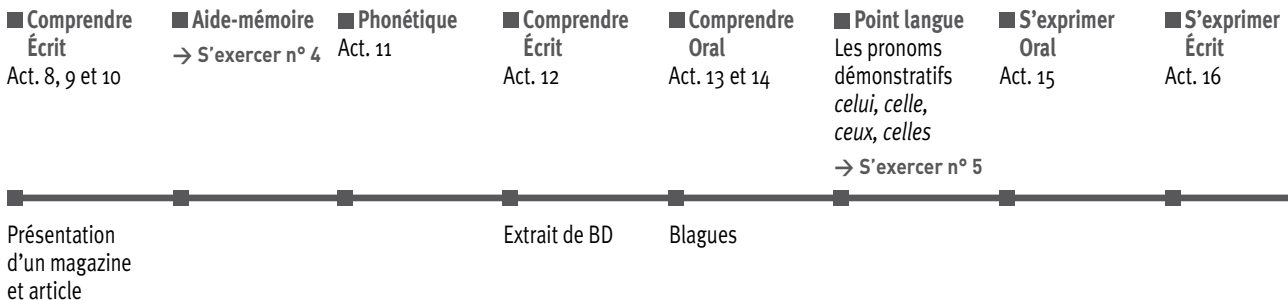 Comprendre
Écrit
Act. 8, 9 et 10
Aide-mémoire
→ S'exercer n° 4
Phonétique
Act. 11
Comprendre
Écrit
Act. 12
Comprendre
Oral
Act. 13 et 14
Point langue
Les pronoms
démonstratifs
celui, celle,
ceux, celles
→ S'exercer n° 5
S'exprimer
Oral
Act. 15
S'exprimer
Écrit
Act. 16
Présentation
d'un magazine
et article
Extrait de BD
Blagues